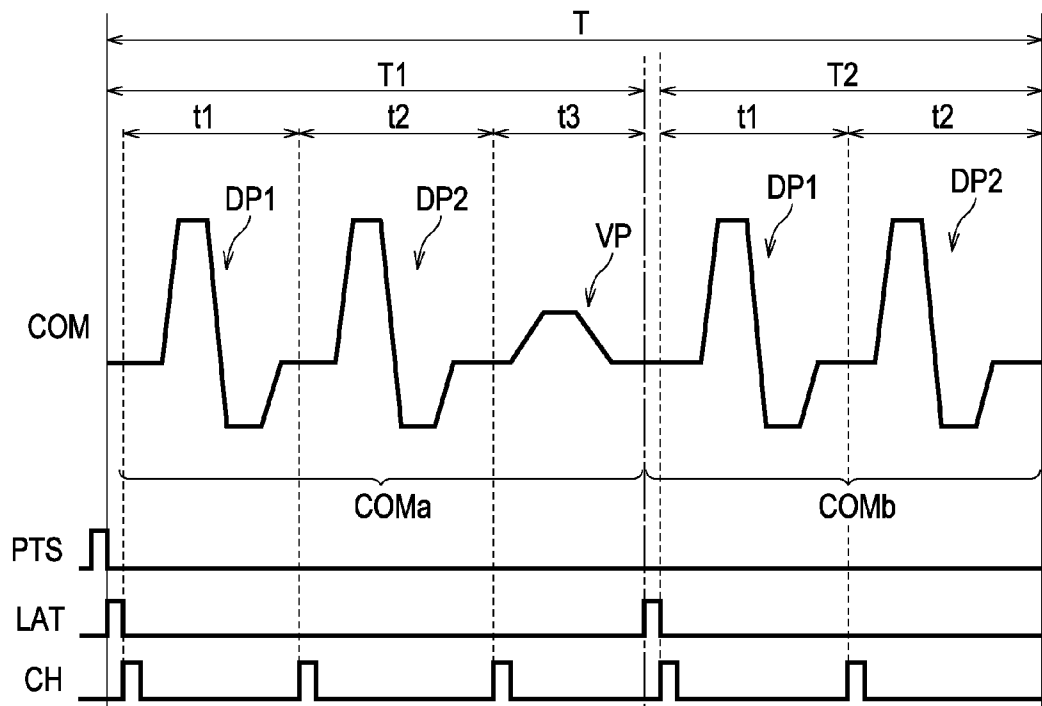 T
T1 T2
t1 t2 t3 t1 t2
DP1 DP2 VP DP1 DP2
COM
COMa COMb
PTS
LAT
CH